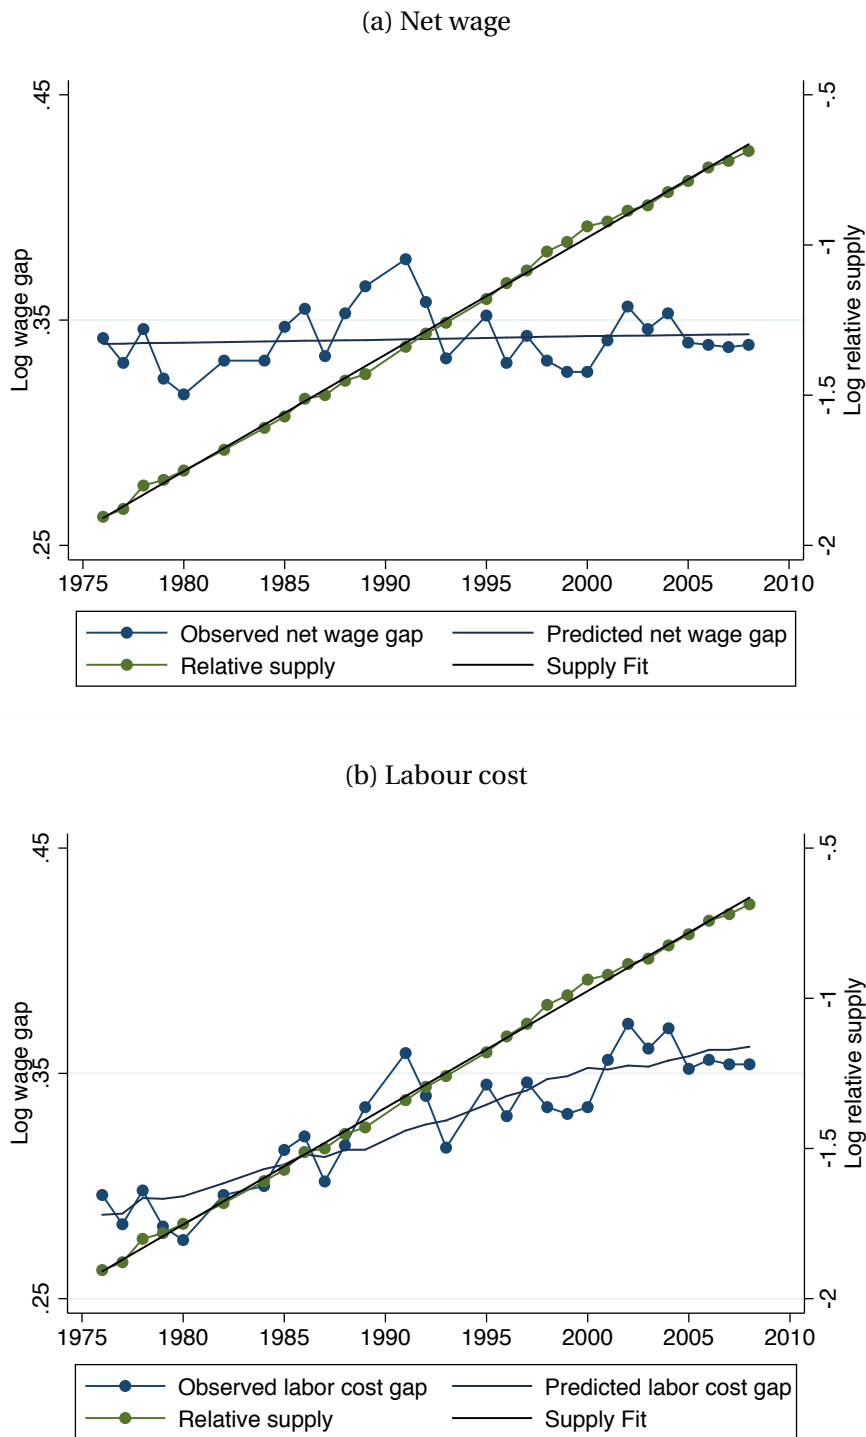 (a) Net wage
.45
-.5
Log wage gap
.35
-1
Log relative supply
-1.5
.25
-2
1975 1980 1985 1990 1995 2000 2005 2010
Observed net wage gap Predicted net wage gap
Relative supply Supply Fit
(b) Labour cost
.45
-.5
Log wage gap
.35
-1
Log relative supply
-1.5
.25
-2
1975 1980 1985 1990 1995 2000 2005 2010
Observed labor cost gap Predicted labor cost gap
Relative supply Supply Fit